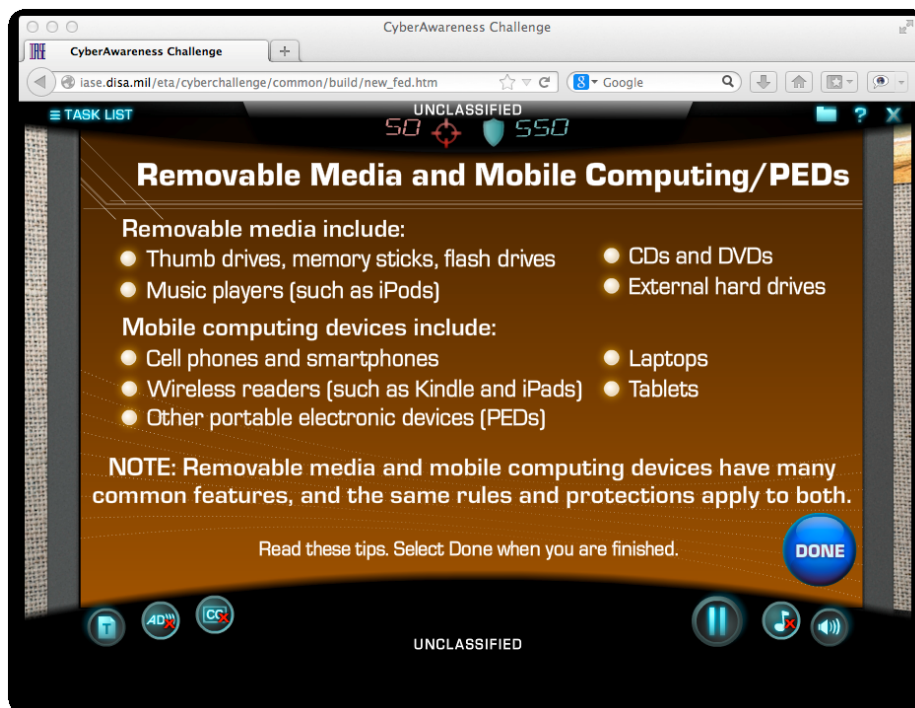 CyberAwareness Challenge
CyberAwareness Challenge
iase.disa.mil/eta/cyberchallenge/common/build/new_fed.htm
Google
TASK LIST
UNCLASSIFIED
50 550
Removable Media and Mobile Computing/PEDs
Removable media include:
Thumb drives, memory sticks, flash drives
CDs and DVDs
Music players (such as iPods)
External hard drives
Mobile computing devices include:
Cell phones and smartphones
Laptops
Wireless readers (such as Kindle and iPads)
Tablets
Other portable electronic devices (PEDs)
NOTE: Removable media and mobile computing devices have many
common features, and the same rules and protections apply to both.
Read these tips. Select Done when you are finished.
DONE
T
AD
CC
UNCLASSIFIED